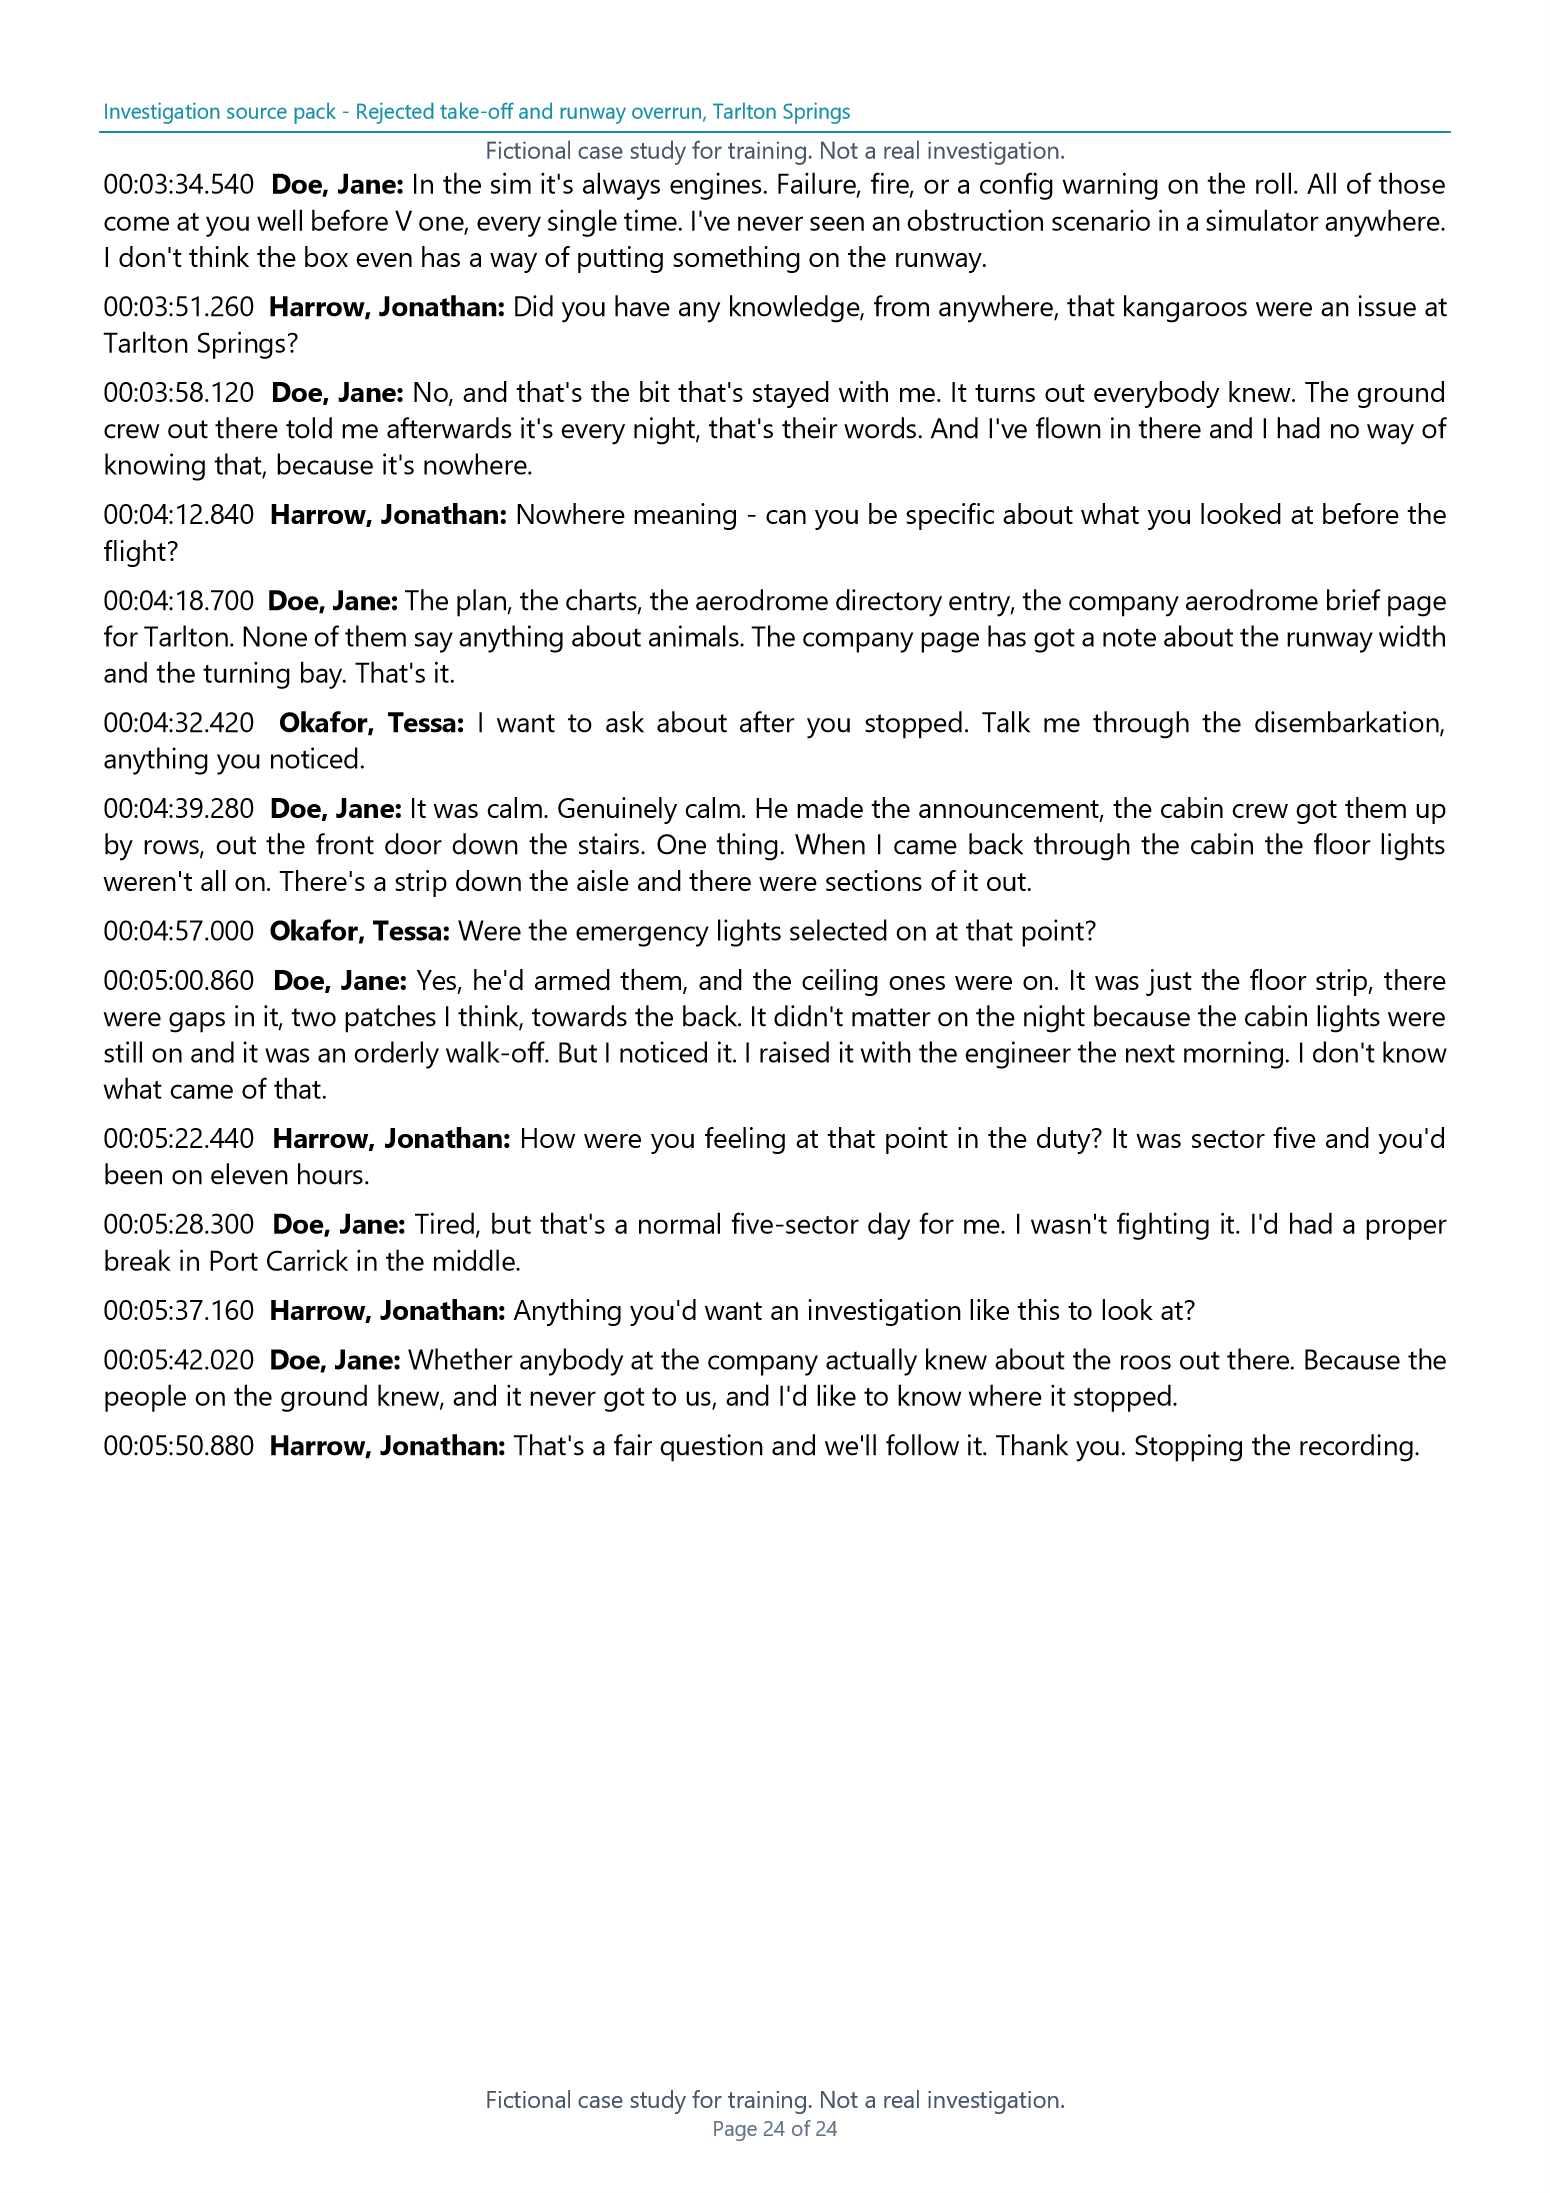 Investigation source pack - Rejected take-off and runway overrun, Tarlton Springs
Fictional case study for training. Not a real investigation.
00:03:34.540 Doe, Jane: In the sim it's always engines. Failure, fire, or a config warning on the roll. All of those
come at you well before V one, every single time. I've never seen an obstruction scenario in a simulator anywhere.
I don't think the box even has a way of putting something on the runway.
00:03:51.260 Harrow, Jonathan: Did you have any knowledge, from anywhere, that kangaroos were an issue at
Tarlton Springs?
00:03:58.120 Doe, Jane: No, and that's the bit that's stayed with me. It turns out everybody knew. The ground
crew out there told me afterwards it's every night, that's their words. And I've flown in there and I had no way of
knowing that, because it's nowhere.
00:04:12.840 Harrow, Jonathan: Nowhere meaning - can you be specific about what you looked at before the
flight?
00:04:18.700 Doe, Jane: The plan, the charts, the aerodrome directory entry, the company aerodrome brief page
for Tarlton. None of them say anything about animals. The company page has got a note about the runway width
and the turning bay. That's it.
00:04:32.420 Okafor, Tessa: I want to ask about after you stopped. Talk me through the disembarkation,
anything you noticed.
00:04:39.280 Doe, Jane: It was calm. Genuinely calm. He made the announcement, the cabin crew got them up
by rows, out the front door down the stairs. One thing. When I came back through the cabin the floor lights
weren't all on. There's a strip down the aisle and there were sections of it out.
00:04:57.000 Okafor, Tessa: Were the emergency lights selected on at that point?
00:05:00.860 Doe, Jane: Yes, he'd armed them, and the ceiling ones were on. It was just the floor strip, there
were gaps in it, two patches I think, towards the back. It didn't matter on the night because the cabin lights were
still on and it was an orderly walk-off. But I noticed it. I raised it with the engineer the next morning. I don't know
what came of that.
00:05:22.440 Harrow, Jonathan: How were you feeling at that point in the duty? It was sector five and you'd
been on eleven hours.
00:05:28.300 Doe, Jane: Tired, but that's a normal five-sector day for me. I wasn't fighting it. I'd had a proper
break in Port Carrick in the middle.
00:05:37.160 Harrow, Jonathan: Anything you'd want an investigation like this to look at?
00:05:42.020 Doe, Jane: Whether anybody at the company actually knew about the roos out there. Because the
people on the ground knew, and it never got to us, and I'd like to know where it stopped.
00:05:50.880 Harrow, Jonathan: That's a fair question and we'll follow it. Thank you. Stopping the recording.
Fictional case study for training. Not a real investigation.
Page 24 of 24